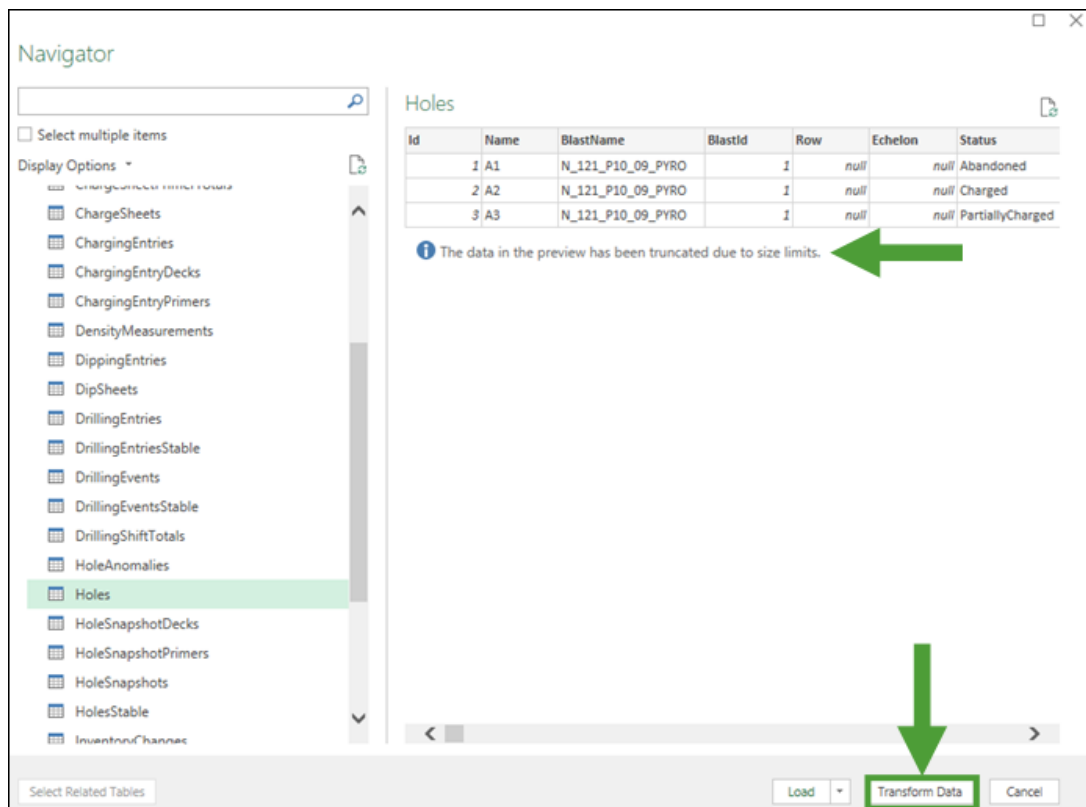 Navigator
Select multiple items
Display Options
ChargeSheetPrimerTotals
ChargeSheets
ChargingEntries
ChargingEntryDecks
ChargingEntryPrimers
DensityMeasurements
DippingEntries
DipSheets
DrillingEntries
DrillingEntriesStable
DrillingEvents
DrillingEventsStable
DrillingShiftTotals
HoleAnomalies
Holes
HoleSnapshotDecks
HoleSnapshotPrimers
HoleSnapshots
HolesStable
InventoryChanges
Holes
Id Name BlastName BlastId Row Echelon Status
1 A1 N_121_P10_09_PYRO 1 null null Abandoned
2 A2 N_121_P10_09_PYRO 1 null null Charged
3 A3 N_121_P10_09_PYRO 1 null null PartiallyCharged
The data in the preview has been truncated due to size limits.
Select Related Tables Load Transform Data Cancel